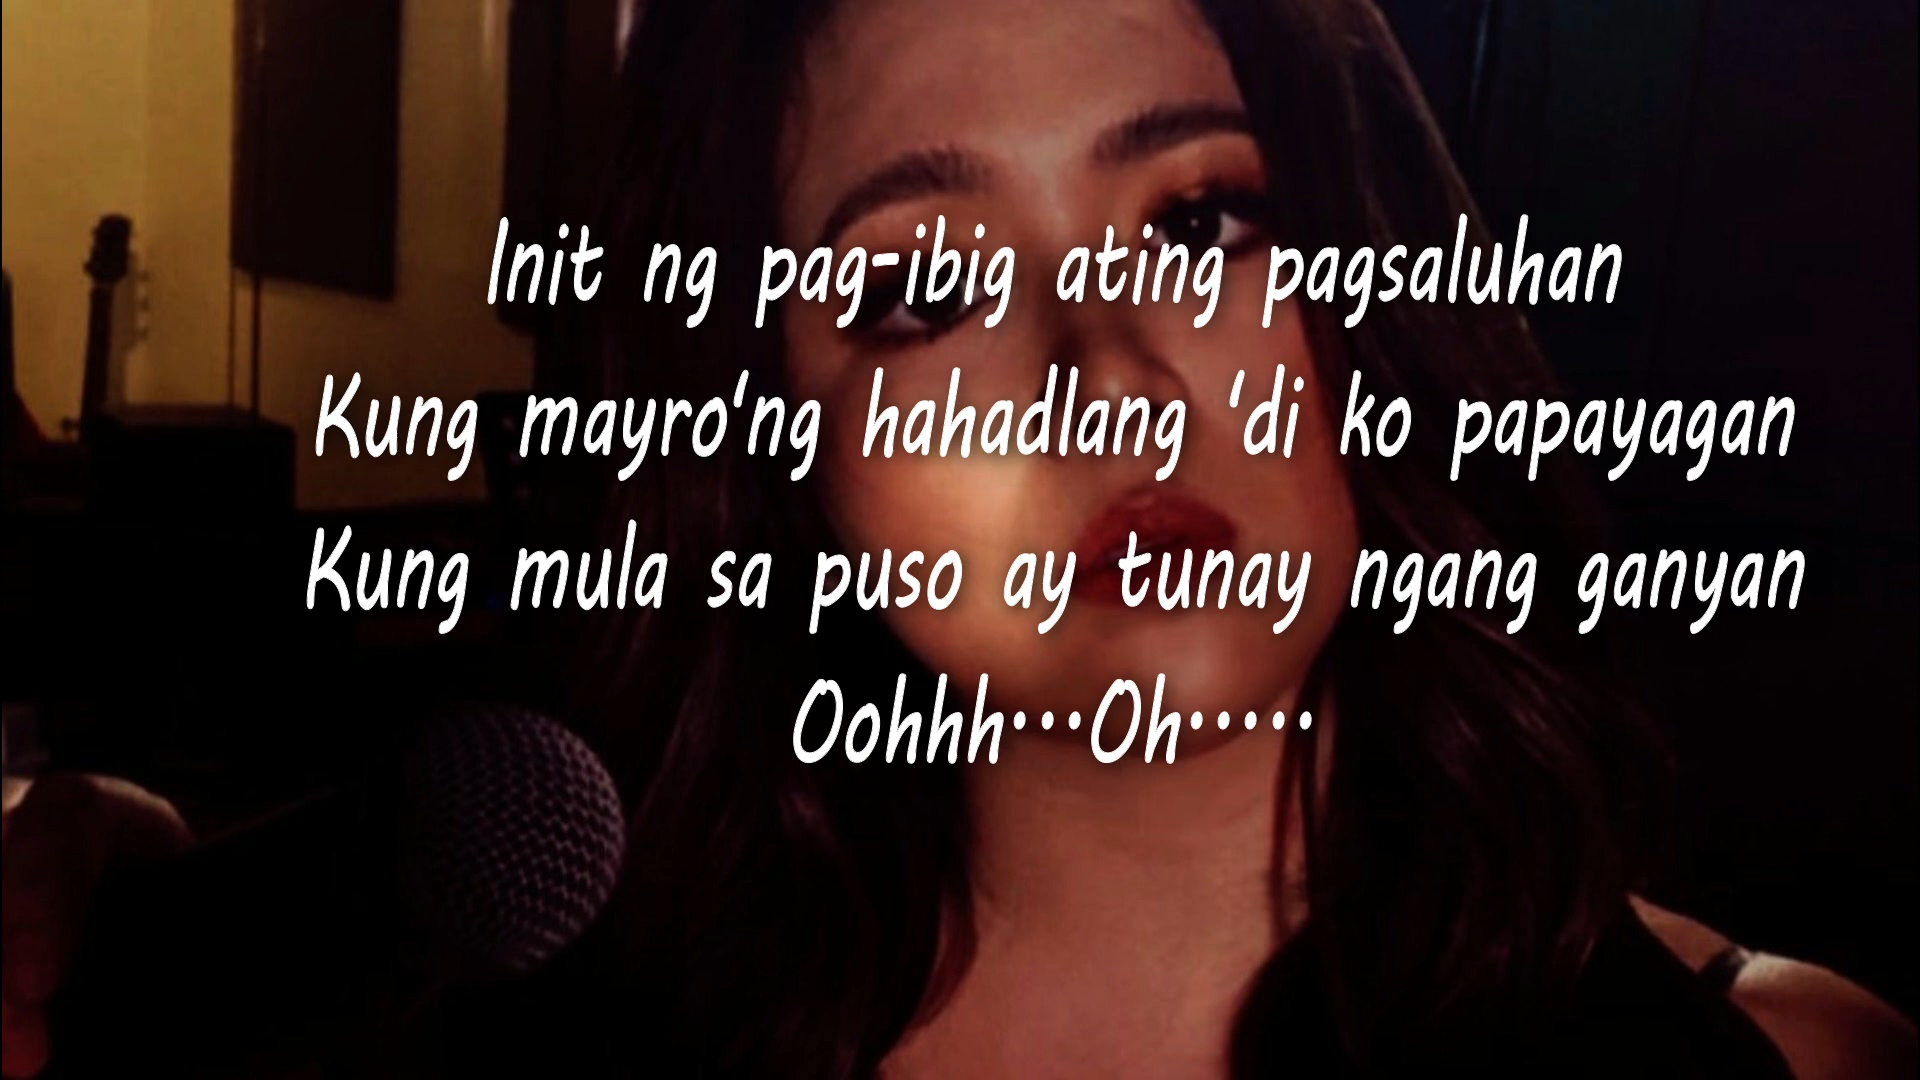 Init ng pag-ibig ating pagsaluhan
Kung mayro'ng hahadlang 'di ko papayagan
Kung mula sa puso ay tunay ngang ganyan
Oohhh...Oh.....